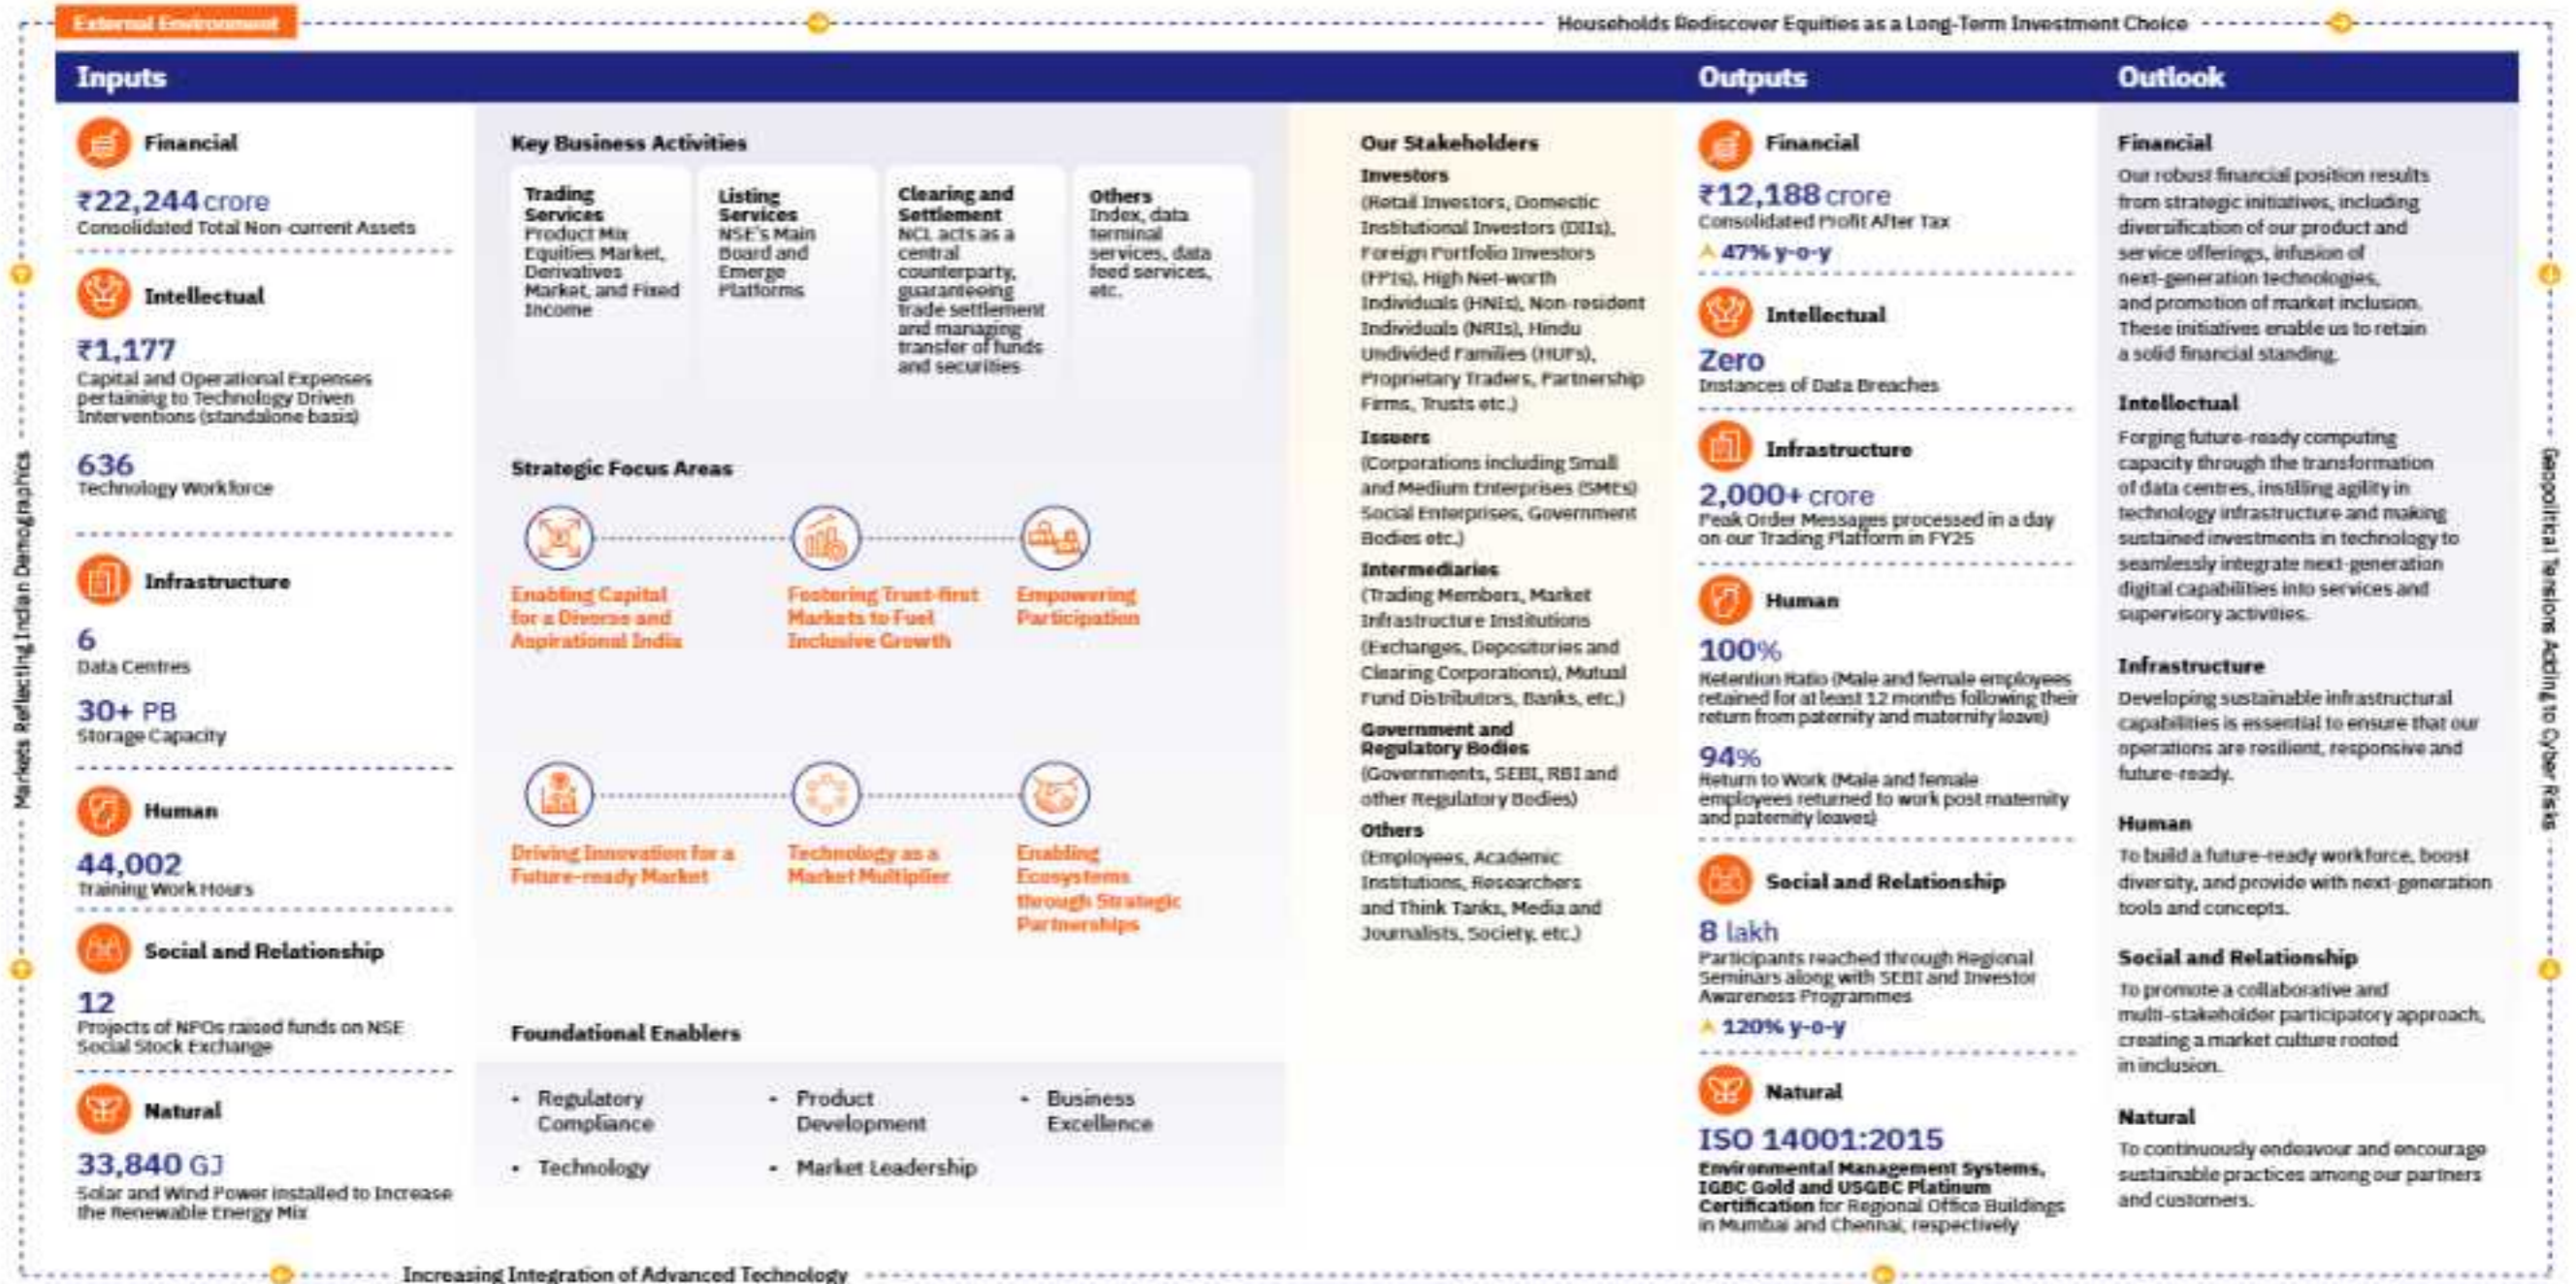 External Environment
Households Rediscover Equities as a Long-Term Investment Choice
Inputs
Outputs
Outlook
Financial
₹22,244 crore
Consolidated Total Non-current Assets
Intellectual
₹1,177
Capital and Operational Expenses
pertaining to Technology Driven
Interventions (standalone basis)
636
Technology Workforce
Infrastructure
6
Data Centres
30+ PB
Storage Capacity
Human
44,002
Training Work Hours
Social and Relationship
12
Projects of NPOs raised funds on NSE
Social Stock Exchange
Natural
33,840 GJ
Solar and Wind Power installed to Increase
the Renewable Energy Mix
Key Business Activities
Trading
Services
Product Mix
Equities Market,
Derivatives
Market, and Fixed
Income
Listing
Services
NSE's Main
Board and
Emerge
Platforms
Clearing and
Settlement
NCL acts as a
central
counterparty,
guaranteeing
trade settlement
and managing
transfer of funds
and securities
Others
Index, data
terminal
services, data
feed services,
etc.
Strategic Focus Areas
Enabling Capital
for a Diverse and
Aspirational India
Fostering Trust-first
Markets to Fuel
Inclusive Growth
Empowering
Participation
Driving Innovation for a
Future-ready Market
Technology as a
Market Multiplier
Enabling
Ecosystems
through Strategic
Partnerships
Foundational Enablers
• Regulatory
Compliance
• Product
Development
• Business
Excellence
• Technology
• Market Leadership
Our Stakeholders
Investors
(Retail Investors, Domestic
Institutional Investors (DIIs),
Foreign Portfolio Investors
(FPIs), High Net-worth
Individuals (HNIs), Non-resident
Individuals (NRIs), Hindu
Undivided Families (HUFs),
Proprietary Traders, Partnership
Firms, Trusts etc.)
Issuers
(Corporations including Small
and Medium Enterprises (SMEs)
Social Enterprises, Government
Bodies etc.)
Intermediaries
(Trading Members, Market
Infrastructure Institutions
(Exchanges, Depositories and
Clearing Corporations), Mutual
Fund Distributors, Banks, etc.)
Government and
Regulatory Bodies
(Governments, SEBI, RBI and
other Regulatory Bodies)
Others
(Employees, Academic
Institutions, Researchers
and Think Tanks, Media and
Journalists, Society, etc.)
Financial
₹12,188 crore
Consolidated Profit After Tax
47% y-o-y
Intellectual
Zero
Instances of Data Breaches
Infrastructure
2,000+ crore
Peak Order Messages processed in a day
on our Trading Platform in FY25
Human
100%
Retention Ratio (Male and female employees
retained for at least 12 months following their
return from paternity and maternity leave)
94%
Return to Work (Male and female
employees returned to work post maternity
and paternity leaves)
Social and Relationship
8 lakh
Participants reached through Regional
Seminars along with SEBI and Investor
Awareness Programmes
120% y-o-y
Natural
ISO 14001:2015
Environmental Management Systems,
IGBC Gold and USGBC Platinum
Certification for Regional Office Buildings
in Mumbai and Chennai, respectively
Financial
Our robust financial position results
from strategic initiatives, including
diversification of our product and
service offerings, infusion of
next-generation technologies,
and promotion of market inclusion.
These initiatives enable us to retain
a solid financial standing.
Intellectual
Forging future-ready computing
capacity through the transformation
of data centres, instilling agility in
technology infrastructure and making
sustained investments in technology to
seamlessly integrate next-generation
digital capabilities into services and
supervisory activities.
Infrastructure
Developing sustainable infrastructural
capabilities is essential to ensure that our
operations are resilient, responsive and
future-ready.
Human
To build a future-ready workforce, boost
diversity, and provide with next-generation
tools and concepts.
Social and Relationship
To promote a collaborative and
multi-stakeholder participatory approach,
creating a market culture rooted
in inclusion.
Natural
To continuously endeavour and encourage
sustainable practices among our partners
and customers.
Markets Reflecting Indian Demographics
Geopolitical Tensions Adding to Cyber Risks
Increasing Integration of Advanced Technology